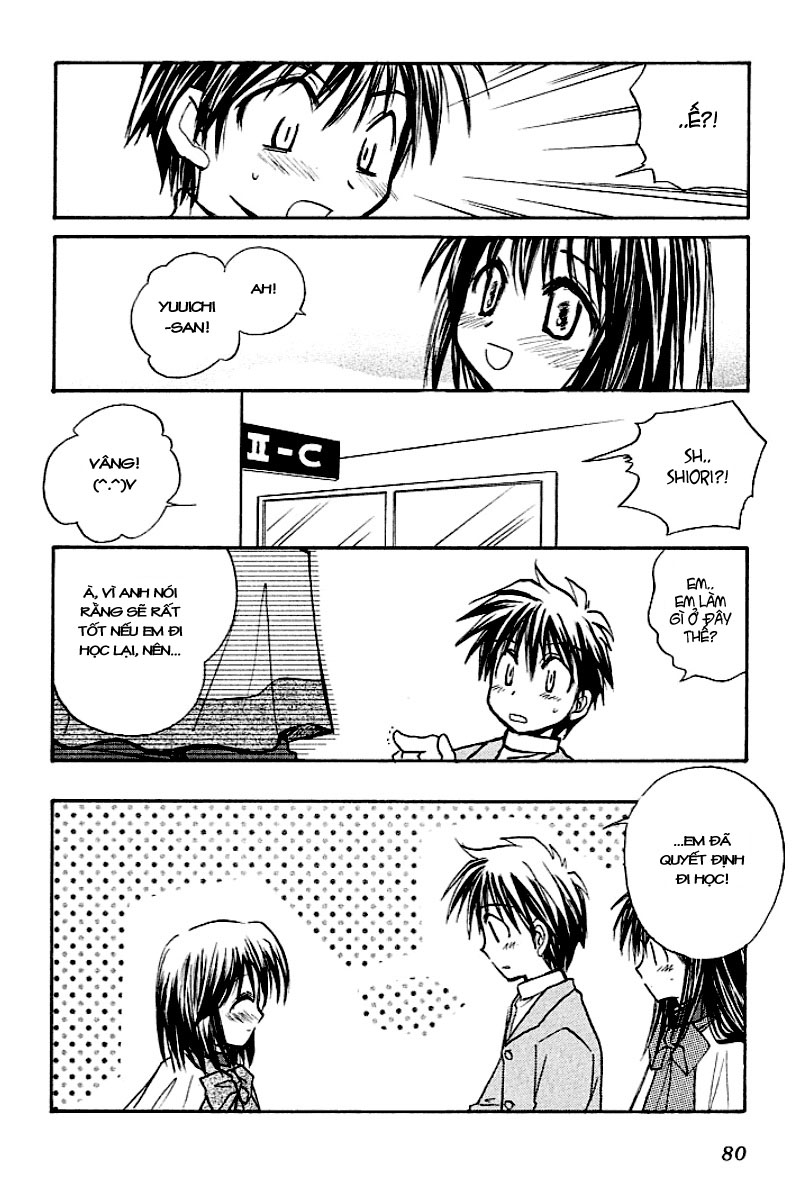 ..Ế?!
AH!
YUUICHI
-SAN!
SH..
SHIORI?!
II-C
VÂNG!
(^.^)V
EM..
EM LÀM
GÌ Ở ĐÂY
THẾ?
À, VÌ ANH NÓI
RẰNG SẼ RẤT
TỐT NẾU EM ĐI
HỌC LẠI, NÊN...
...EM ĐÃ
QUYẾT ĐỊNH
ĐI HỌC!
80